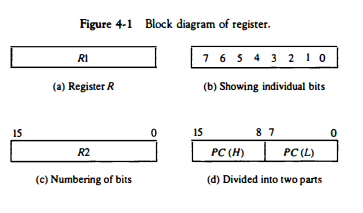 Figure 4-1 Block diagram of register.
R1
7 6 5 4 3 2 1 0
(a) Register R
(b) Showing individual bits
15 0
15 8 7 0
R2
PC (H) PC (L)
(c) Numbering of bits
(d) Divided into two parts